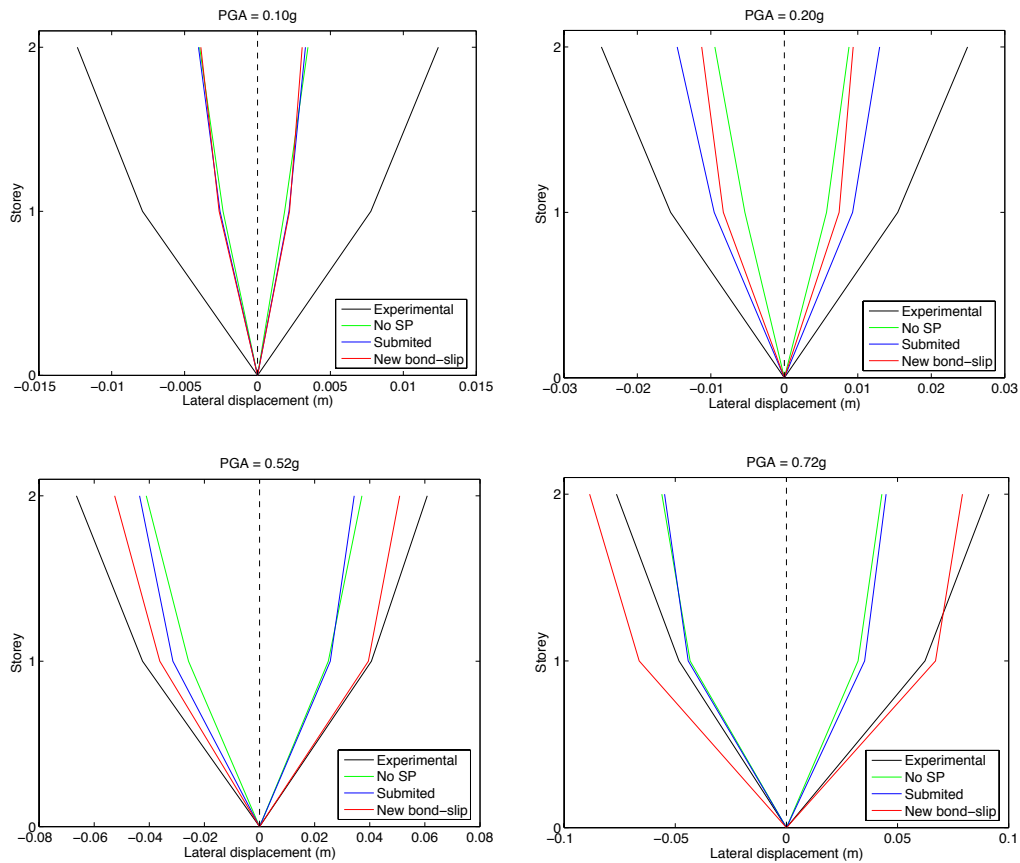 PGA = 0.10g
2
1
0
Storey
Experimental
No SP
Submited
New bond−slip
−0.015 −0.01 −0.005 0 0.005 0.01 0.015
Lateral displacement (m)
PGA = 0.20g
2
1
0
Storey
Experimental
No SP
Submited
New bond−slip
−0.03 −0.02 −0.01 0 0.01 0.02 0.03
Lateral displacement (m)
PGA = 0.52g
2
1
0
Storey
Experimental
No SP
Submited
New bond−slip
−0.08 −0.06 −0.04 −0.02 0 0.02 0.04 0.06 0.08
Lateral displacement (m)
PGA = 0.72g
2
1
0
Storey
Experimental
No SP
Submited
New bond−slip
−0.1 −0.05 0 0.05 0.1
Lateral displacement (m)